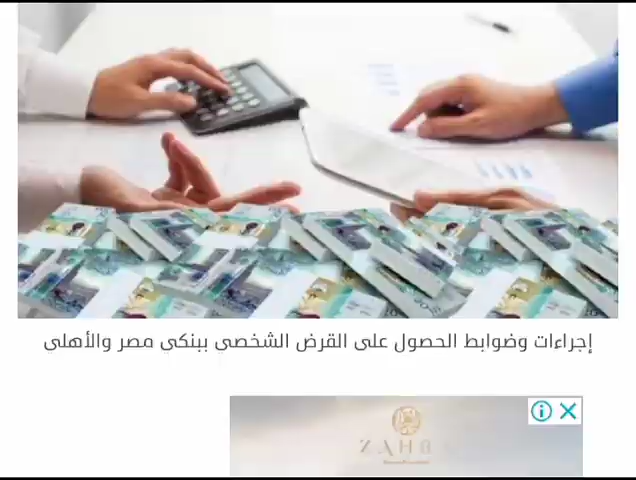 إجراءات وضوابط الحصول على القرض الشخصي ببنكي مصر والأهلي